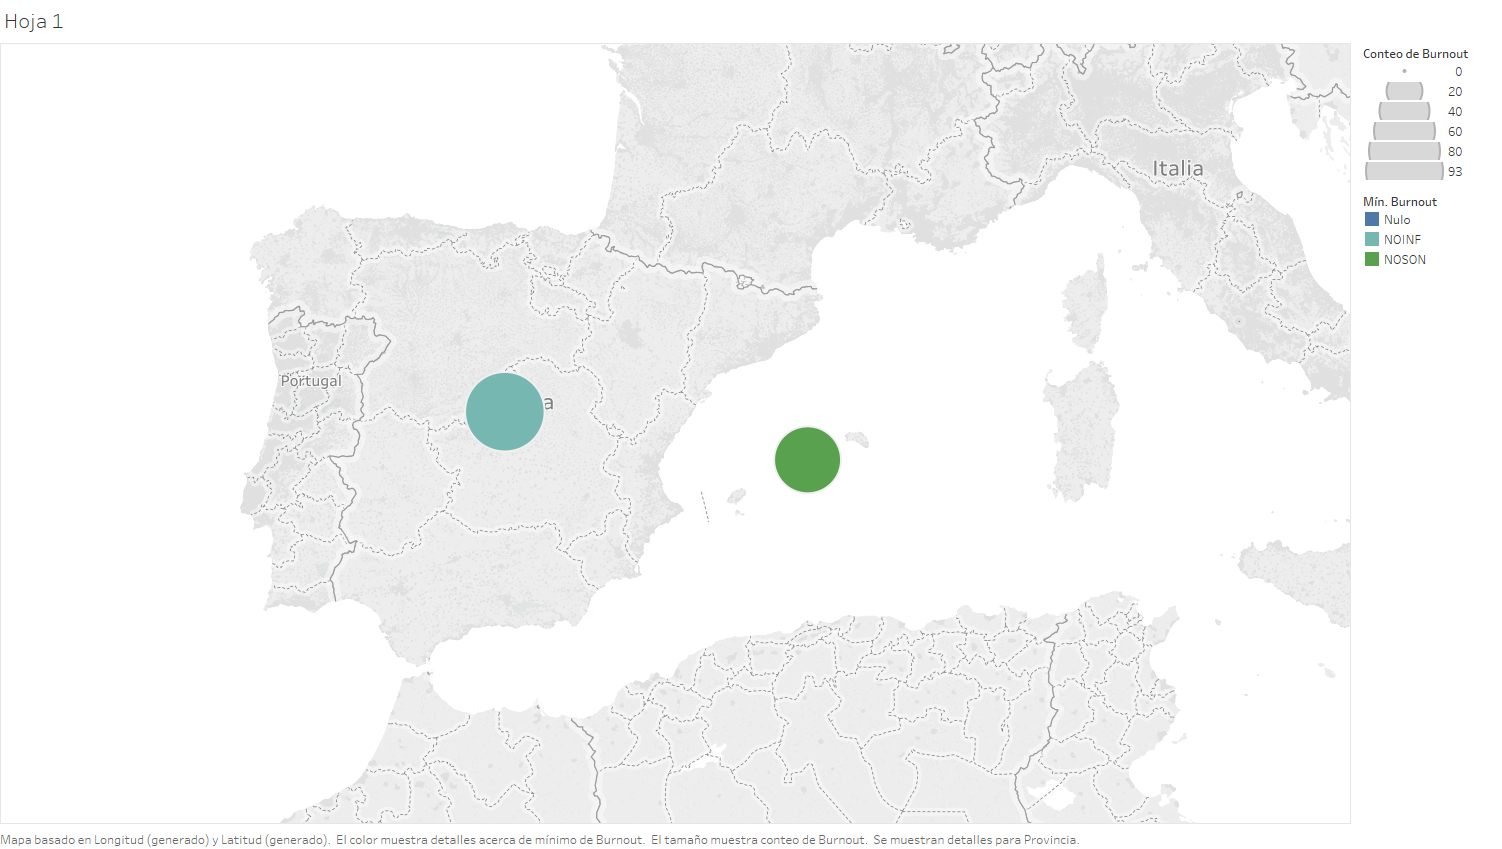 Hoja 1
Conteo de Burnout
0
20
40
60
80
93
Mín. Burnout
Nulo
NOINF
NOSON
Italia
Portugal
a
Mapa basado en Longitud (generado) y Latitud (generado). El color muestra detalles acerca de mínimo de Burnout. El tamaño muestra conteo de Burnout. Se muestran detalles para Provincia.